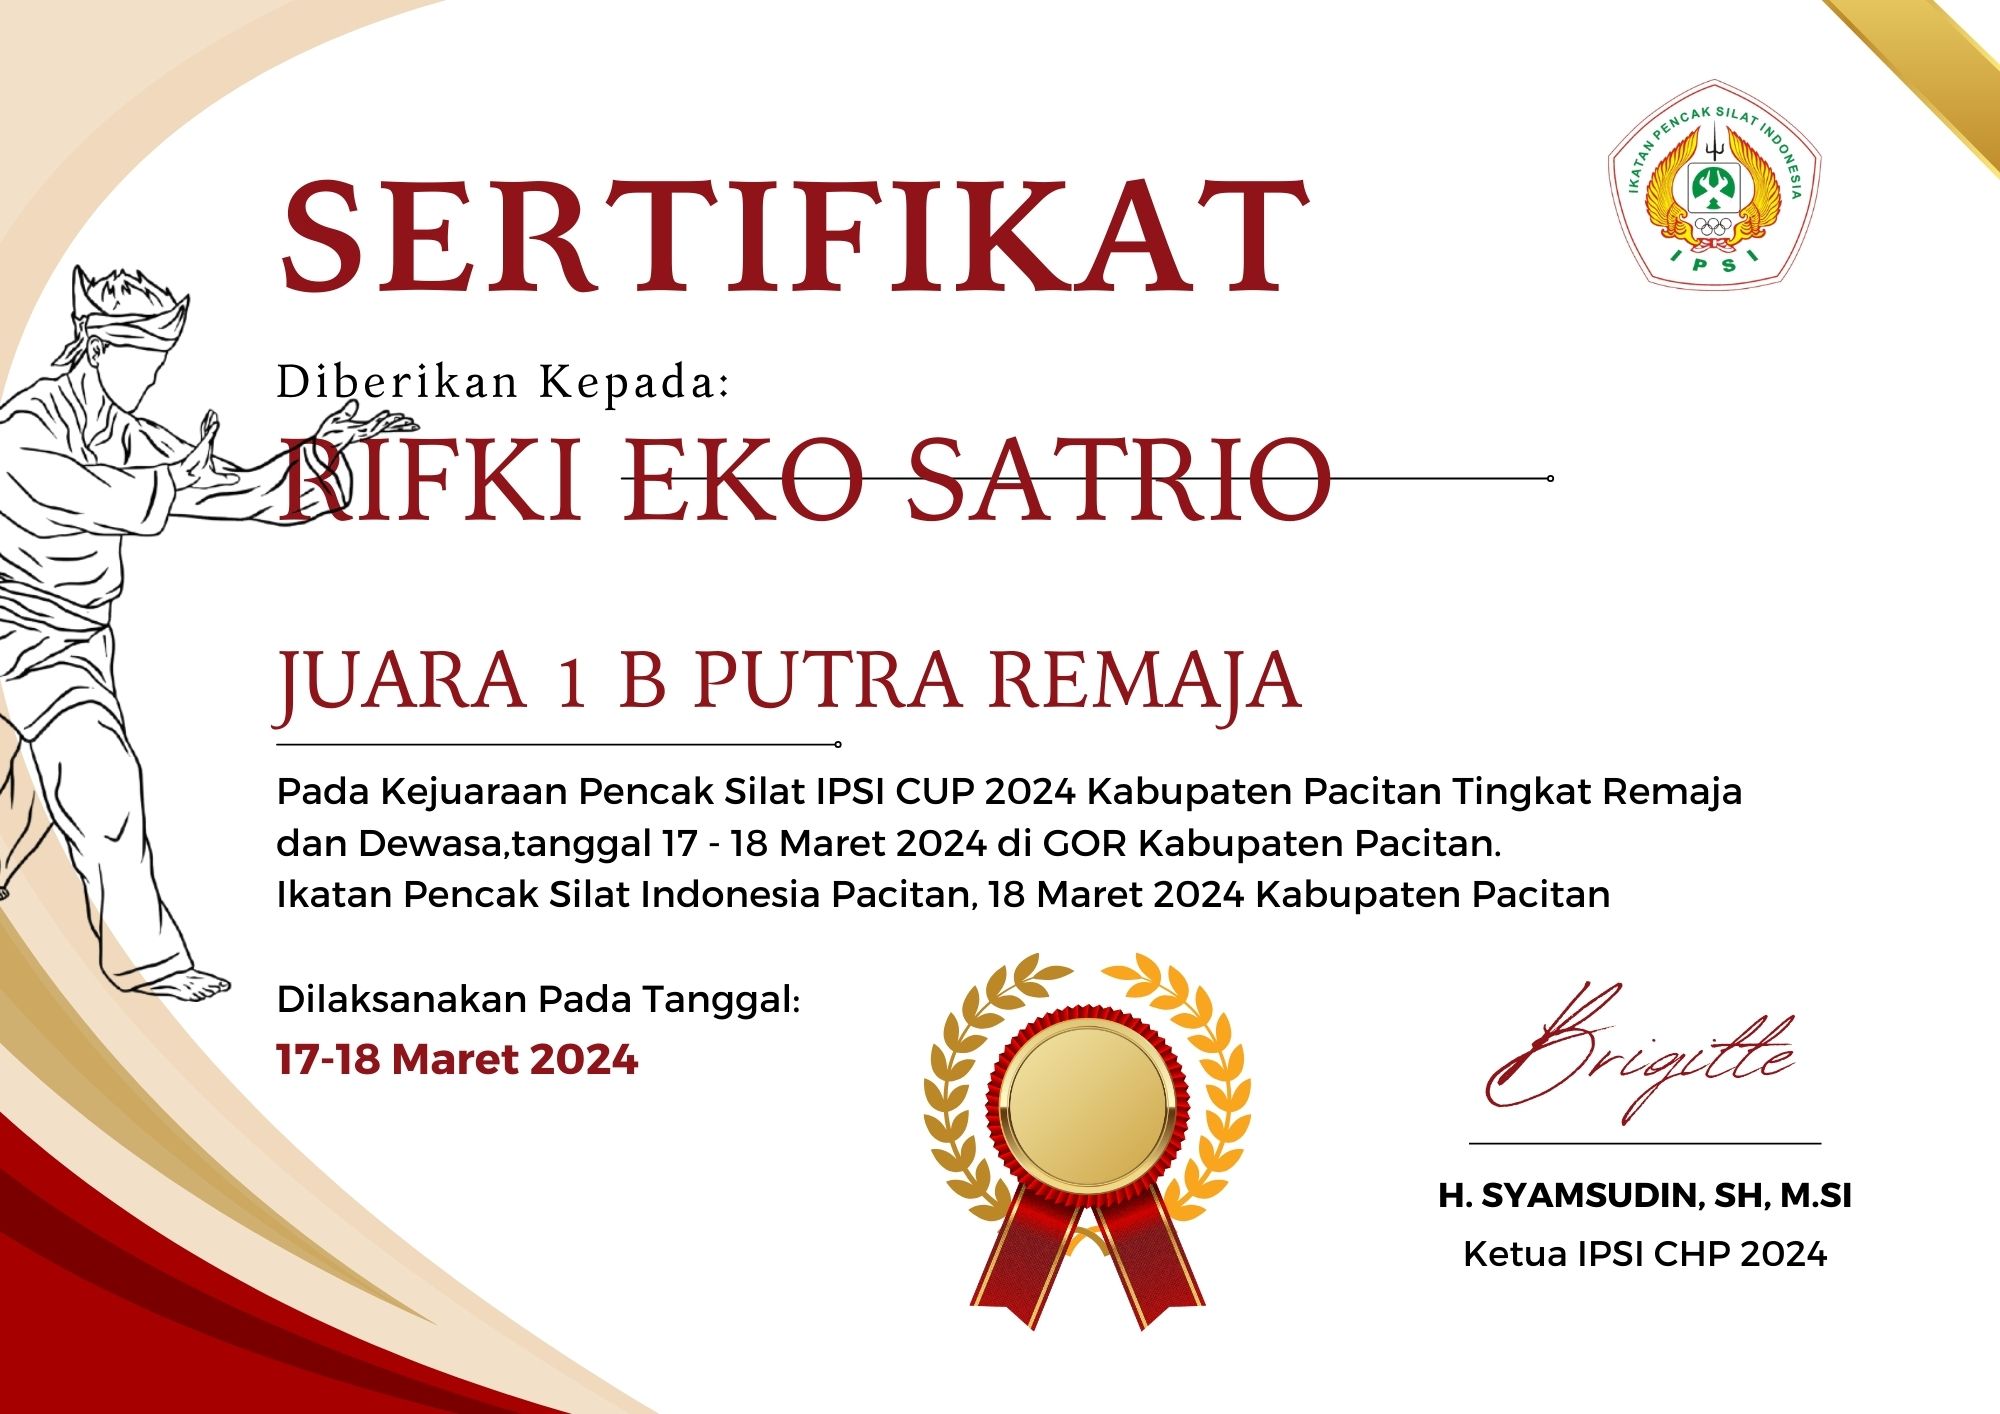 IKATAN PENCAK SILAT INDONESIA
IPSI
SERTIFIKAT
Diberikan Kepada:
RIFKI EKO SATRIO
JUARA 1 B PUTRA REMAJA
Pada Kejuaraan Pencak Silat IPSI CUP 2024 Kabupaten Pacitan Tingkat Remaja
dan Dewasa,tanggal 17 - 18 Maret 2024 di GOR Kabupaten Pacitan.
Ikatan Pencak Silat Indonesia Pacitan, 18 Maret 2024 Kabupaten Pacitan
Dilaksanakan Pada Tanggal:
17-18 Maret 2024
Brigitte
H. SYAMSUDIN, SH, M.SI
Ketua IPSI CHP 2024